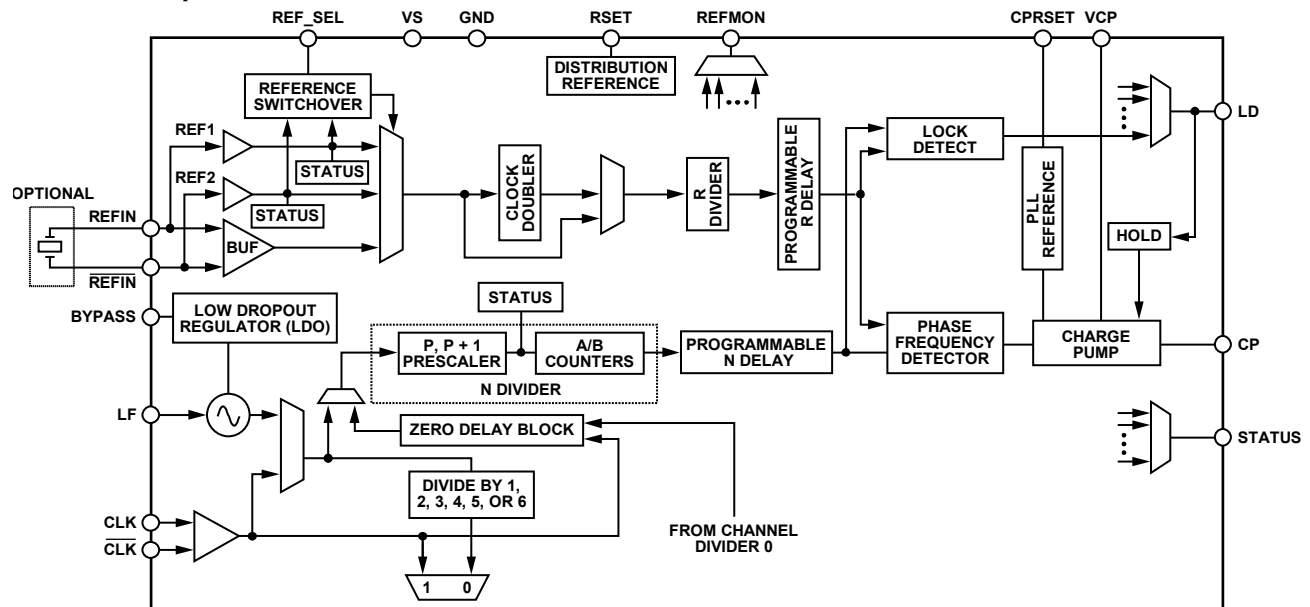 REF_SEL
VS
GND
RSET
REFMON
CPRSET
VCP
DISTRIBUTION
REFERENCE
REFERENCE
SWITCHOVER
REF1
STATUS
REF2
STATUS
OPTIONAL
REFIN
BUF
REFIN
CLOCK
DOUBLER
R
DIVIDER
PROGRAMMABLE
R DELAY
LOCK
DETECT
PLL
REFERENCE
LD
HOLD
BYPASS
LOW DROPOUT
REGULATOR (LDO)
STATUS
P, P + 1
PRESCALER
A/B
COUNTERS
N DIVIDER
PROGRAMMABLE
N DELAY
PHASE
FREQUENCY
DETECTOR
CHARGE
PUMP
CP
LF
ZERO DELAY BLOCK
STATUS
DIVIDE BY 1,
2, 3, 4, 5, OR 6
CLK
CLK
FROM CHANNEL
DIVIDER 0
1 0